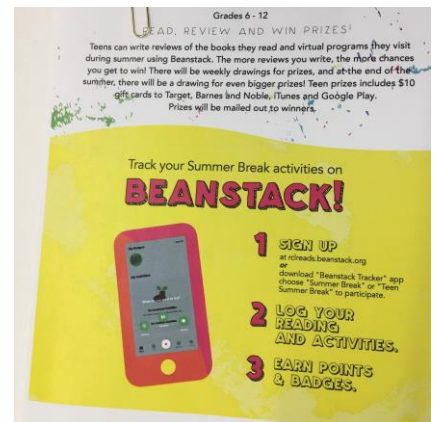 Grades 6 - 12
READ, REVIEW AND WIN PRIZES!
Teens can write reviews of the books they read and virtual programs they visit
during summer using Beanstack. The more reviews you write, the more chances
you get to win! There will be weekly drawings for prizes, and at the end of the
summer, there will be a drawing for even bigger prizes! Teen prizes includes $10
gift cards to Target, Barnes and Noble, iTunes and Google Play.
Prizes will be mailed out to winners.
Track your Summer Break activities on
BEANSTACK!
1 SIGN UP
at rclreads.beanstack.org
or
download "Beanstack Tracker" app
choose "Summer Break" or "Teen
Summer Break" to participate.
2 LOG YOUR
READING
AND ACTIVITIES.
3 EARN POINTS
& BADGES.